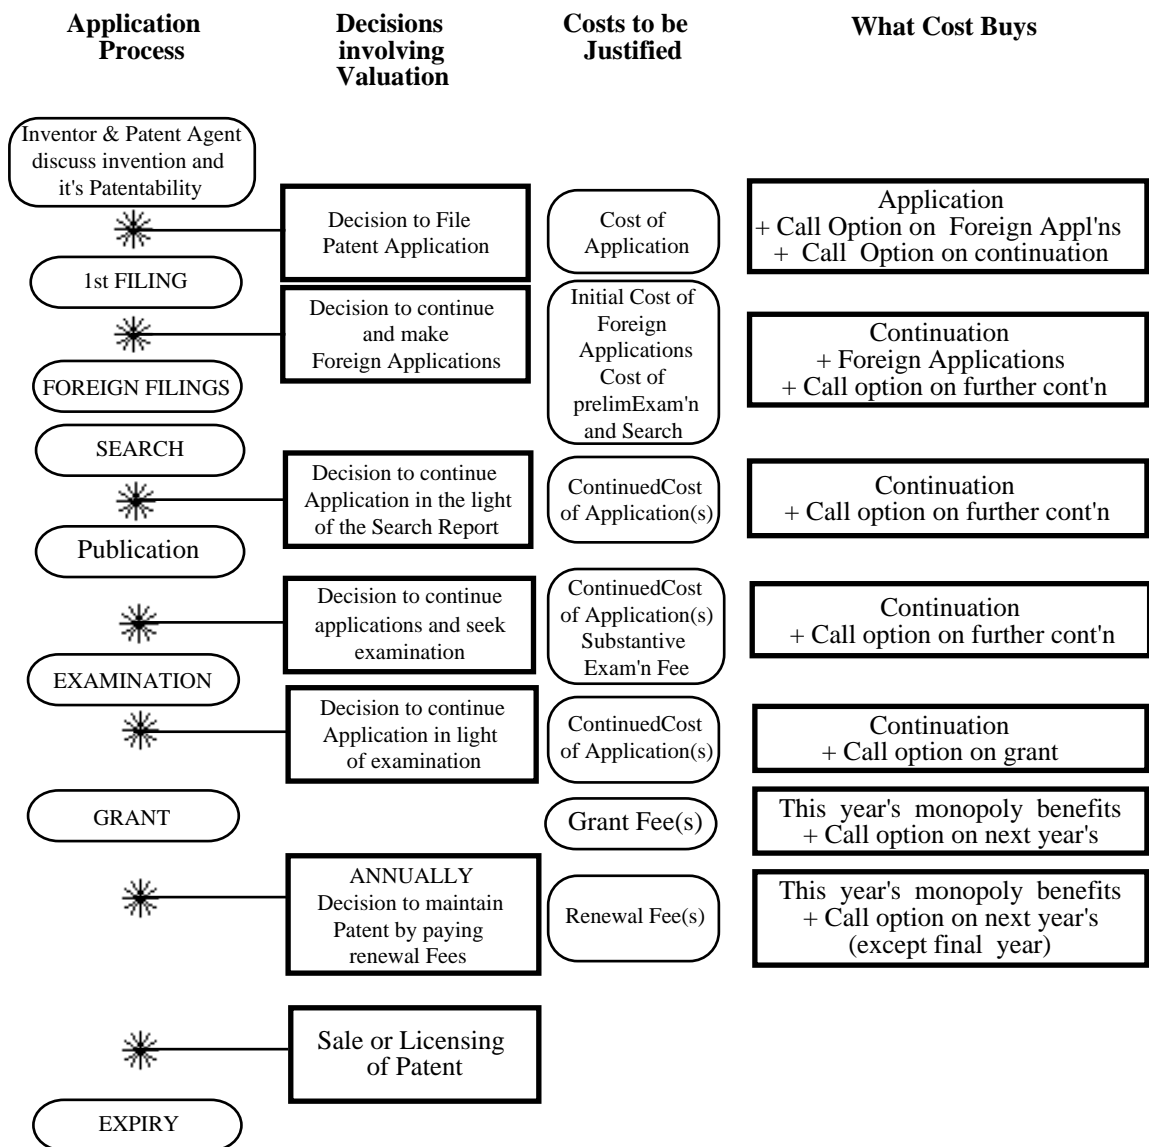 Application
Process
Decisions
involving
Valuation
Costs to be
Justified
What Cost Buys
Inventor & Patent Agent
discuss invention and
it's Patentability
Decision to File
Patent Application
Cost of
Application
Application
+ Call Option on Foreign Appl'ns
+ Call Option on continuation
1st FILING
Decision to continue
and make
Foreign Applications
Initial Cost of
Foreign
Applications
Cost of
prelimExam'n
and Search
Continuation
+ Foreign Applications
+ Call option on further cont'n
FOREIGN FILINGS
SEARCH
Decision to continue
Application in the light
of the Search Report
ContinuedCost
of Application(s)
Continuation
+ Call option on further cont'n
Publication
Decision to continue
applications and seek
examination
ContinuedCost
of Application(s)
Substantive
Exam'n Fee
Continuation
+ Call option on further cont'n
EXAMINATION
Decision to continue
Application in light
of examination
ContinuedCost
of Application(s)
Continuation
+ Call option on grant
GRANT
Grant Fee(s)
This year's monopoly benefits
+ Call option on next year's
ANNUALLY
Decision to maintain
Patent by paying
renewal Fees
Renewal Fee(s)
This year's monopoly benefits
+ Call option on next year's
(except final year)
Sale or Licensing
of Patent
EXPIRY